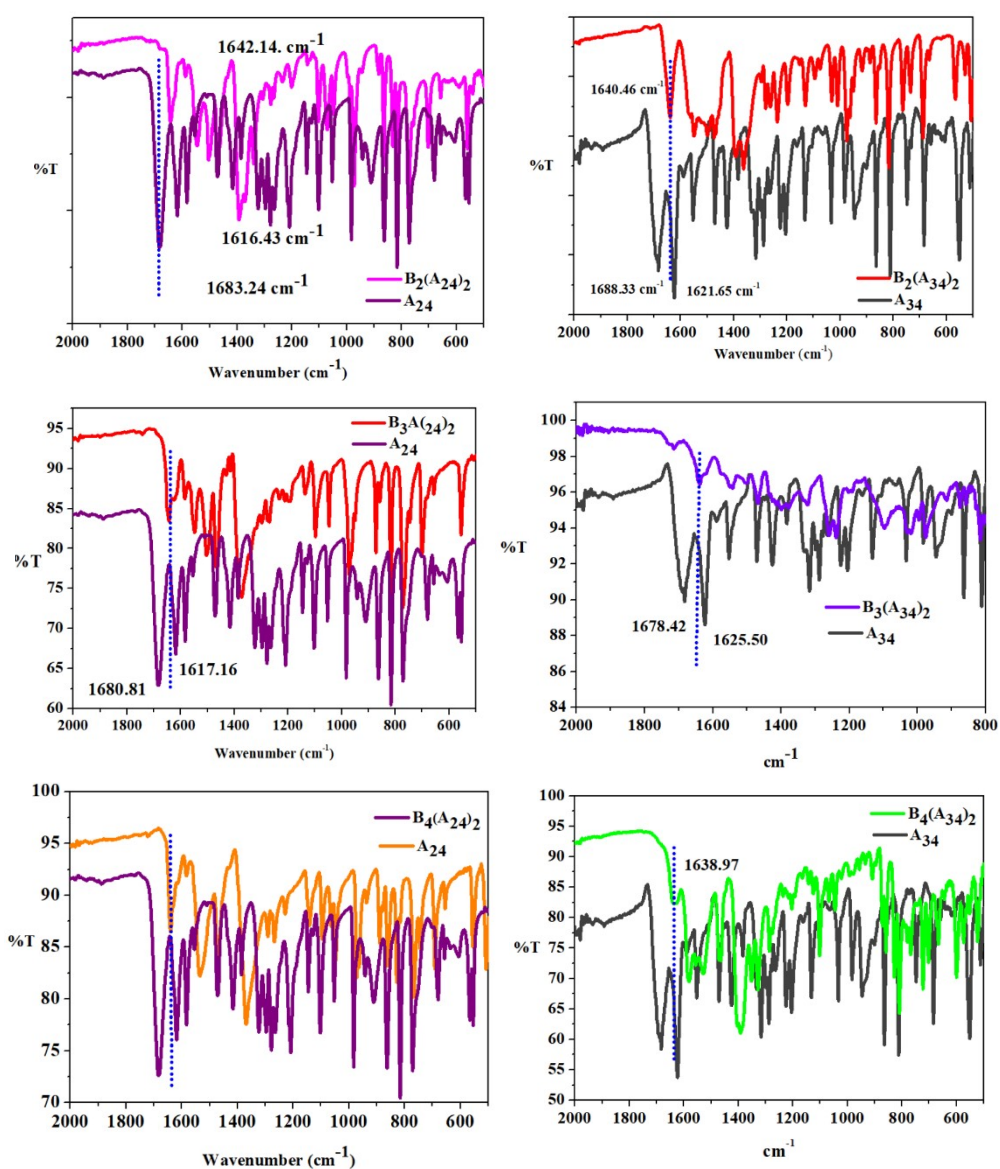 1642.14. cm-1
%T
1616.43 cm-1
1683.24 cm-1
B2(A24)2
A24
2000 1800 1600 1400 1200 1000 800 600
Wavenumber (cm-1)
1640.46 cm-1
%T
1688.33 cm-1 1621.65 cm-1
B2(A34)2
A34
2000 1800 1600 1400 1200 1000 800 600
Wavenumber (cm-1)
B3A(24)2
A24
95
90
85
80
75
70
65
60
%T
1617.16
1680.81
2000 1800 1600 1400 1200 1000 800 600
Wavenumber (cm-1)
100
98
96
94
92
90
88
86
84
%T
B3(A34)2
A34
1678.42
1625.50
2000 1800 1600 1400 1200 1000 800
cm-1
100
95
90
85
80
75
70
%T
B4(A24)2
A24
2000 1800 1600 1400 1200 1000 800 600
Wavenumber (cm-1)
100
95
90
85
80
75
70
65
60
55
50
%T
B4(A34)2
A34
1638.97
2000 1800 1600 1400 1200 1000 800 600
cm-1